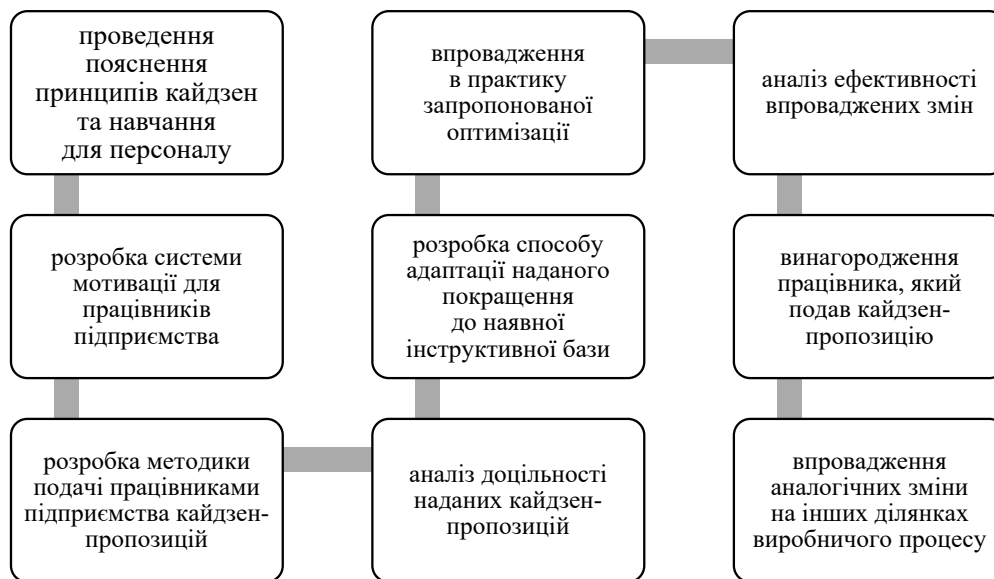 проведення
пояснення
принципів кайдзен
та навчання
для персоналу
розробка системи
мотивації для
працівників
підприємства
розробка методики
подачі працівниками
підприємства кайдзен-
пропозицій
аналіз доцільності
наданих кайдзен-
пропозицій
розробка способу
адаптації наданого
покращення
до наявної
інструктивної бази
впровадження
в практику
запропонованої
оптимізації
аналіз ефективності
впроваджених змін
винагородження
працівника, який
подав кайдзен-
пропозицію
впровадження
аналогічних зміни
на інших ділянках
виробничого процесу